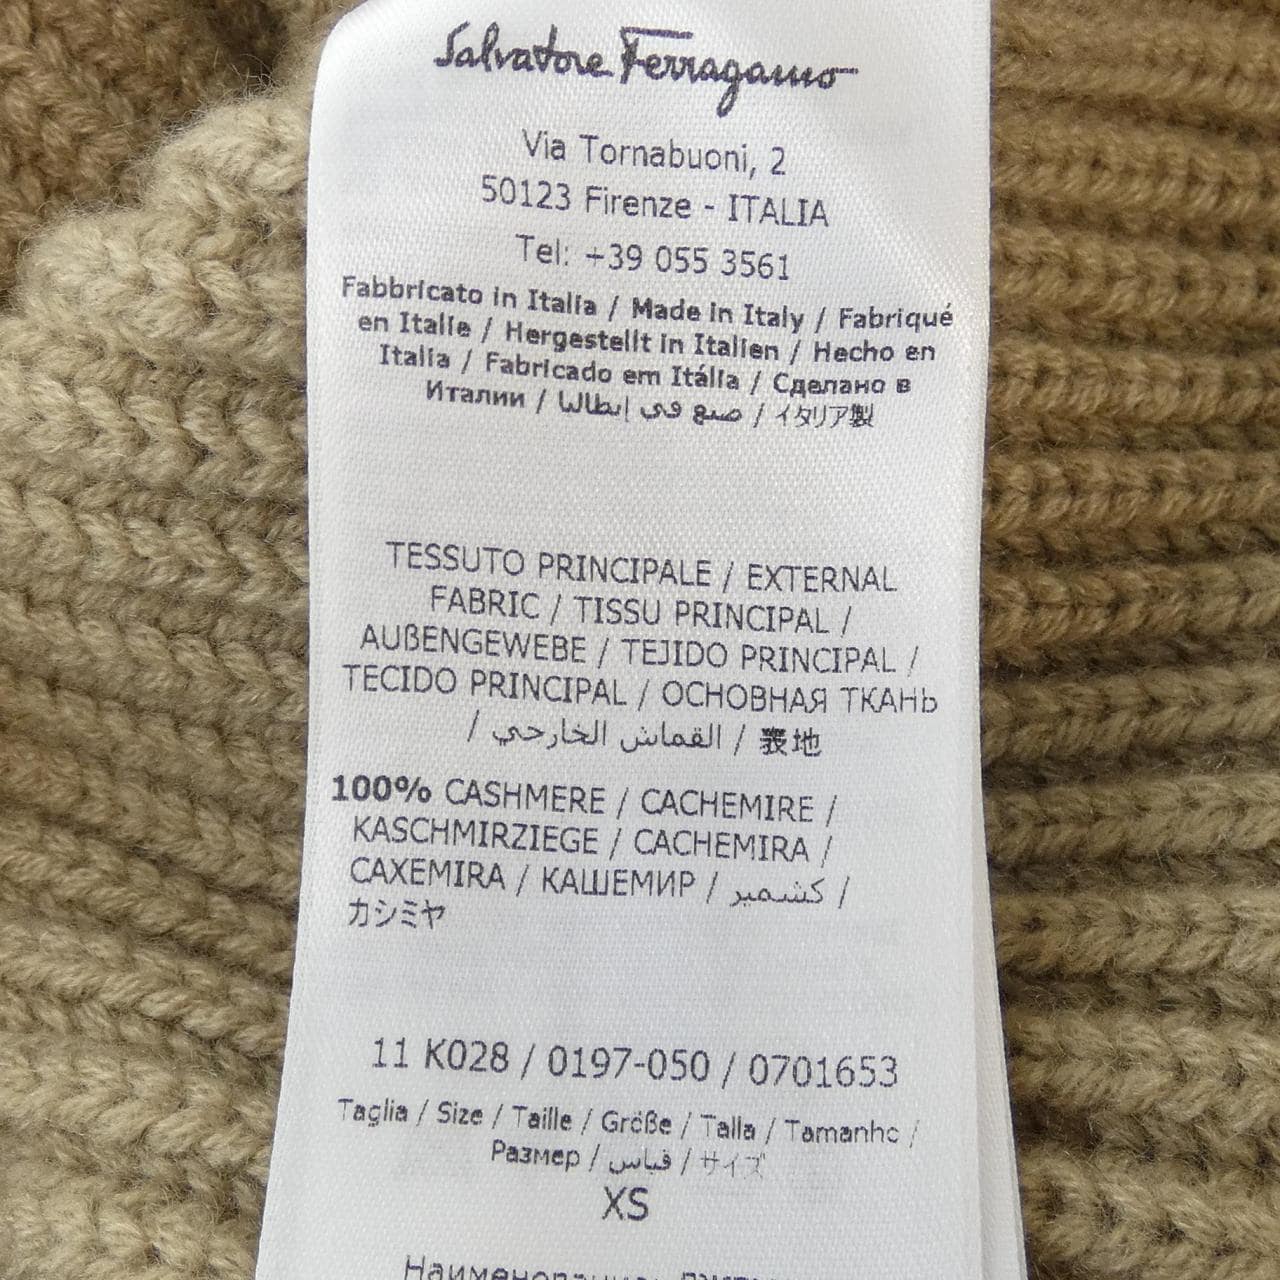 Salvatore Ferragamo
Via Tornabuoni, 2
50123 Firenze - ITALIA
Tel: +39 055 3561
Fabbricato in Italia / Made in Italy / Fabriqué
en Italie / Hergestellt in Italien / Hecho en
Italia / Fabricado em Itália / Сделано в
Италии / صنع في إيطاليا / イタリア製
TESSUTO PRINCIPALE / EXTERNAL
FABRIC / TISSU PRINCIPAL /
AUßENGEWEBE / TEJIDO PRINCIPAL /
TECIDO PRINCIPAL / ОСНОВНАЯ ТКАНЬ
/ القماش الخارجي / 表地
100% CASHMERE / CACHEMIRE /
KASCHMIRZIEGE / CACHEMIRA /
CAXEMIRA / КАШЕМИР / كشمير /
カシミヤ
11 K028 / 0197-050 / 0701653
Taglia / Size / Taille / Größe / Talla / Tamanho /
Размер / قياس / サイズ
XS